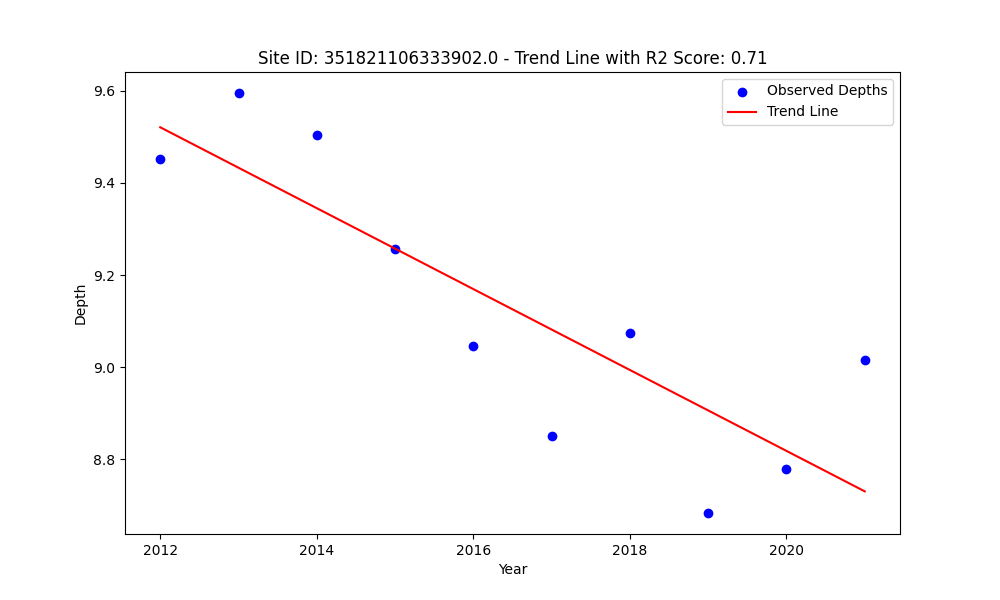 Site ID: 351821106333902.0 - Trend Line with R2 Score: 0.71
Observed Depths
Trend Line
9.6
9.4
9.2
9.0
8.8
Depth
2012
2014
2016
2018
2020
Year